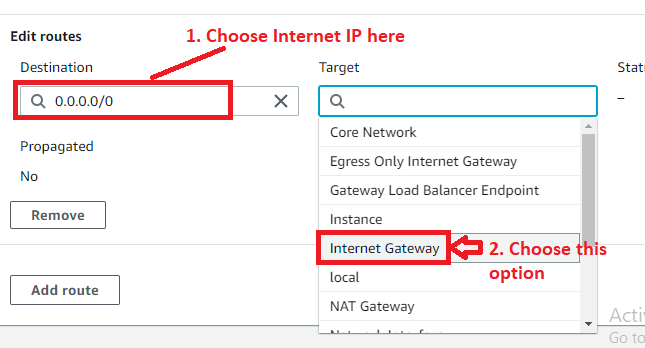 1. Choose Internet IP here
Edit routes
Destination
Target
Statu
0.0.0.0/0
–
Core Network
Propagated
Egress Only Internet Gateway
No
Gateway Load Balancer Endpoint
Remove
Instance
Internet Gateway
2. Choose this
option
local
Add route
NAT Gateway
Activ
Go to